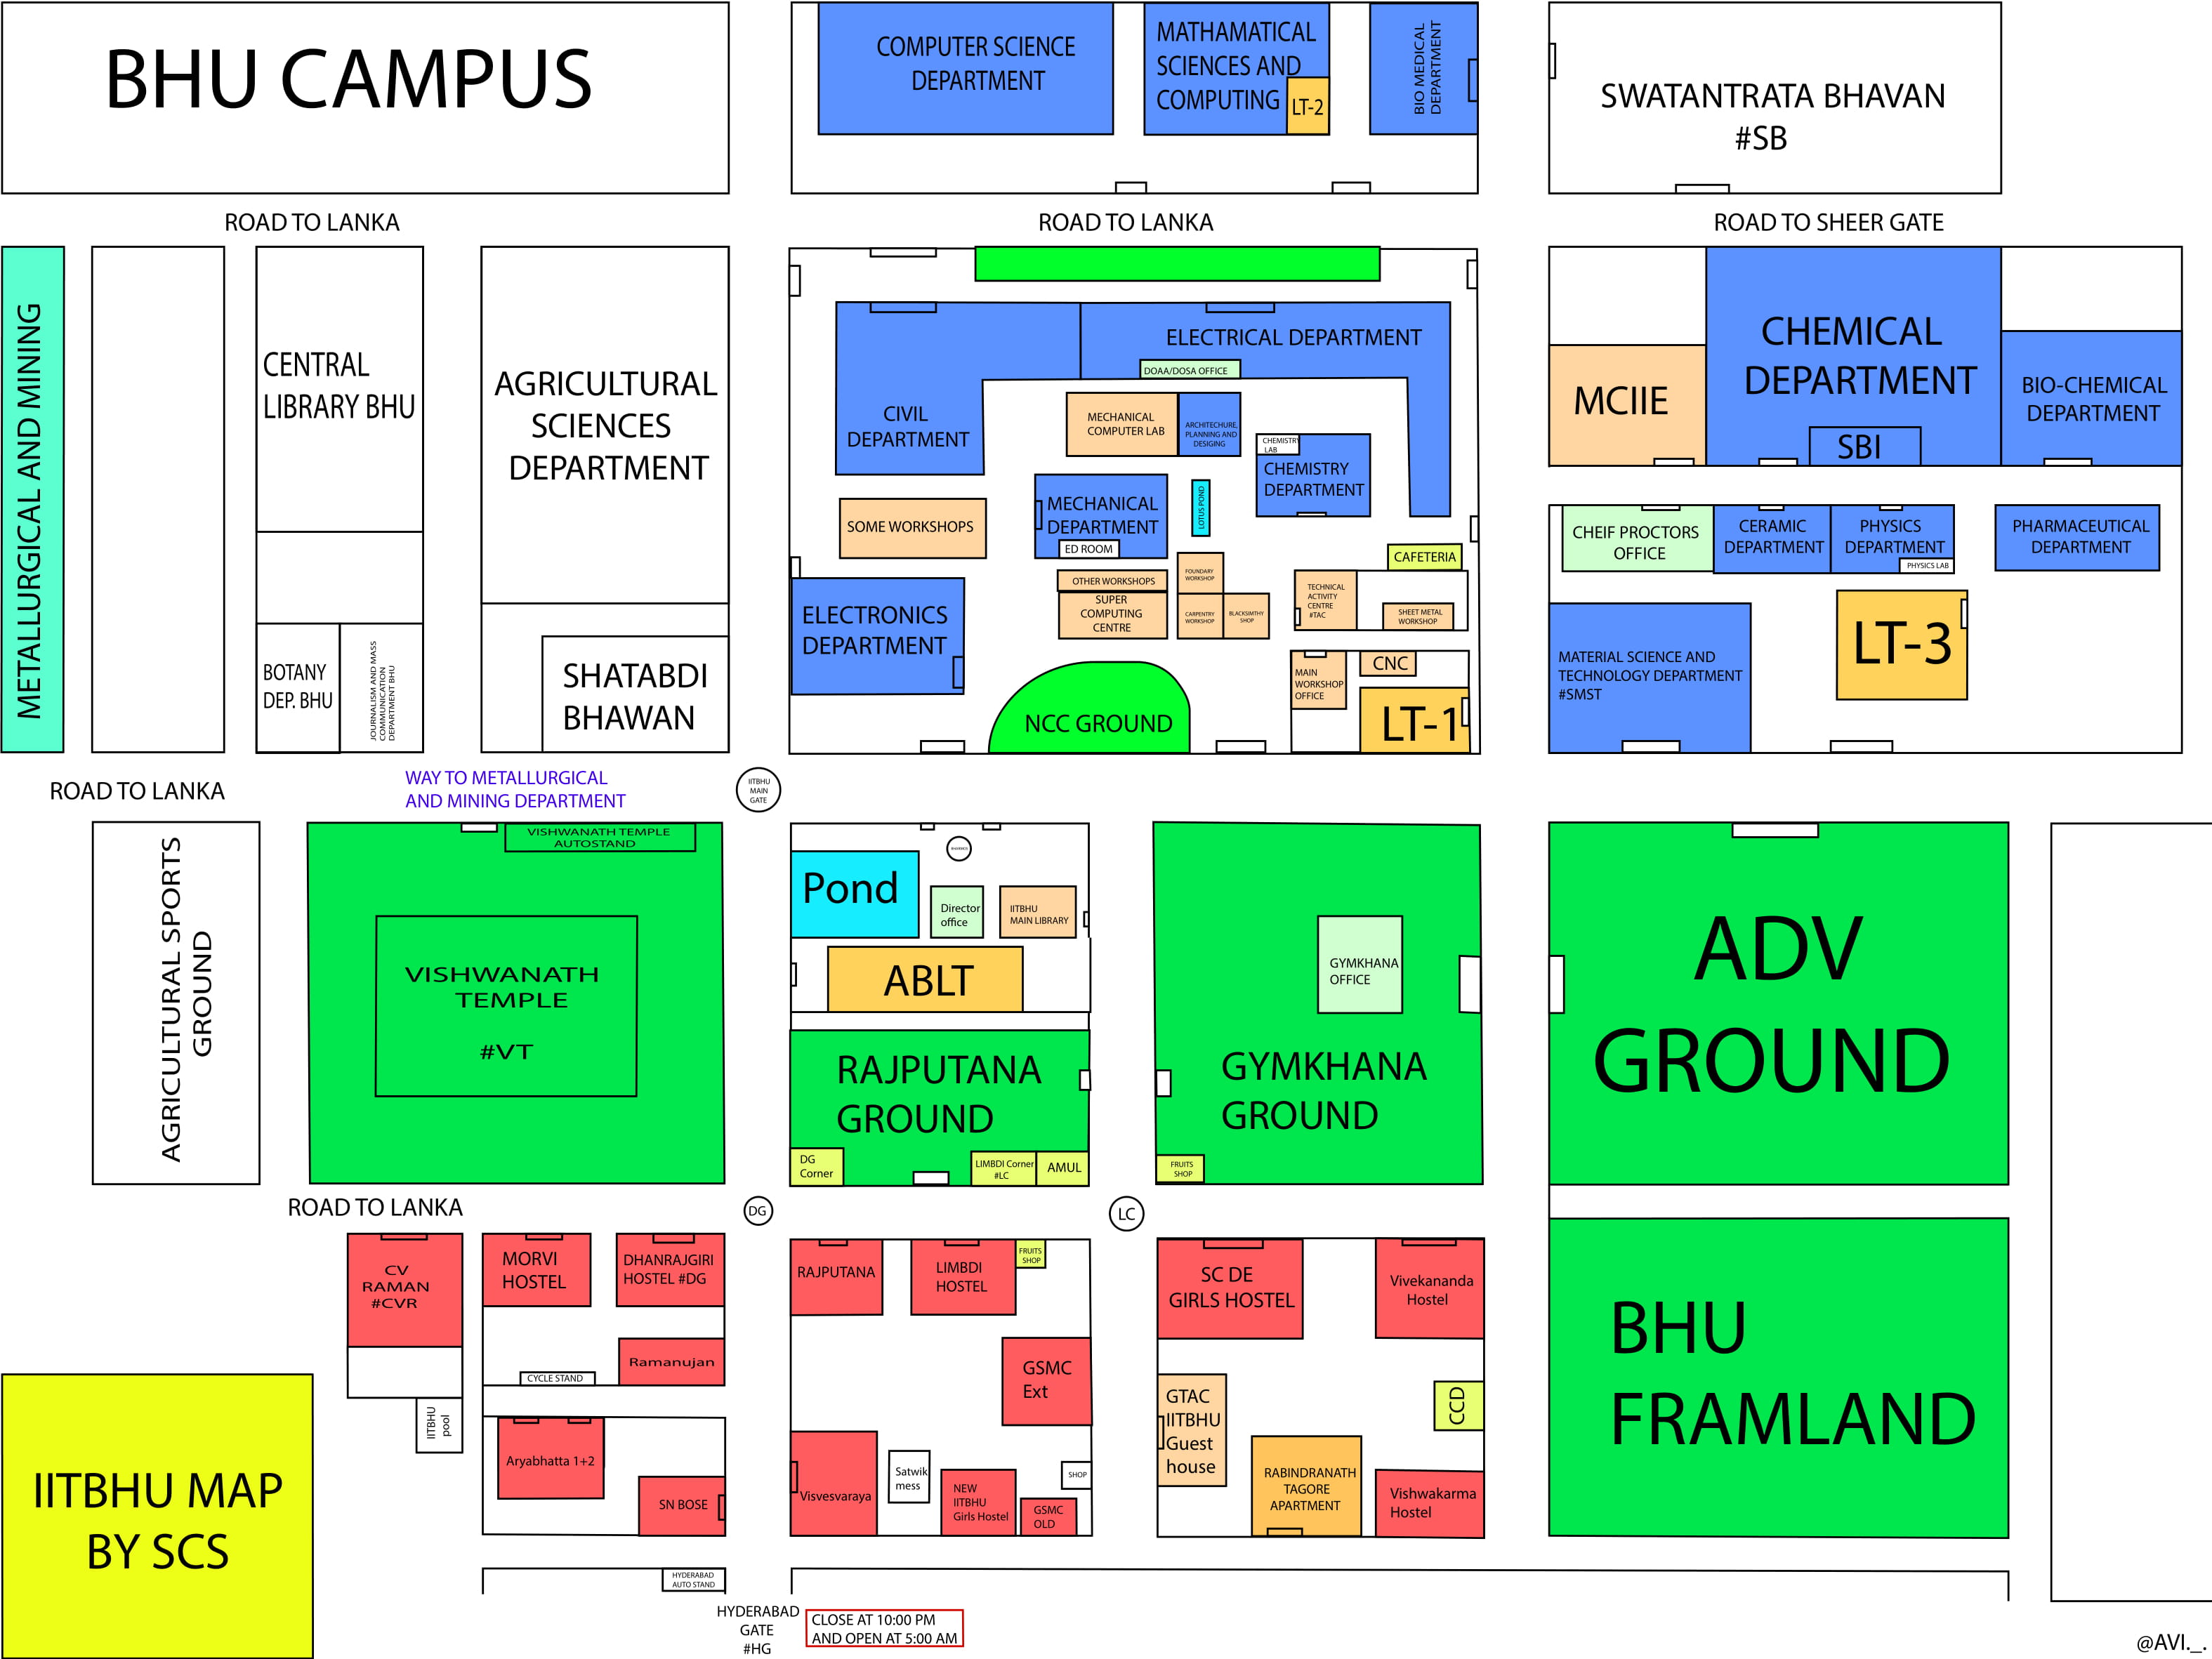 BHU CAMPUS
COMPUTER SCIENCE
DEPARTMENT
MATHAMATICAL
SCIENCES AND
COMPUTING
LT-2
BIO MEDICAL
DEPARTMENT
SWATANTRATA BHAVAN
#SB
ROAD TO LANKA
ROAD TO LANKA
ROAD TO SHEER GATE
METALLURGICAL AND MINING
CENTRAL
LIBRARY BHU
AGRICULTURAL
SCIENCES
DEPARTMENT
BOTANY
DEP. BHU
JOURNALISM AND MASS
COMMUNICATION
DEPARTMENT BHU
SHATABDI
BHAWAN
ELECTRICAL DEPARTMENT
DOAA/DOSA OFFICE
CIVIL
DEPARTMENT
MECHANICAL
COMPUTER LAB
ARCHITECHURE,
PLANNING AND
DESIGING
CHEMISTRY
LAB
CHEMISTRY
DEPARTMENT
MECHANICAL
DEPARTMENT
ED ROOM
LOTUS POND
SOME WORKSHOPS
CAFETERIA
OTHER WORKSHOPS
SUPER
COMPUTING
CENTRE
FOUNDARY
WORKSHOP
CARPENTRY
WORKSHOP
BLACKSIMTHY
SHOP
TECHNICAL
ACTIVITY
CENTRE
#TAC
SHEET METAL
WORKSHOP
ELECTRONICS
DEPARTMENT
MAIN
WORKSHOP
OFFICE
CNC
LT-1
NCC GROUND
MCIIE
CHEMICAL
DEPARTMENT
SBI
BIO-CHEMICAL
DEPARTMENT
CHEIF PROCTORS
OFFICE
CERAMIC
DEPARTMENT
PHYSICS
DEPARTMENT
PHYSICS LAB
PHARMACEUTICAL
DEPARTMENT
MATERIAL SCIENCE AND
TECHNOLOGY DEPARTMENT
#SMST
LT-3
ROAD TO LANKA
WAY TO METALLURGICAL
AND MINING DEPARTMENT
IITBHU
MAIN
GATE
AGRICULTURAL SPORTS
GROUND
VISHWANATH TEMPLE
AUTOSTAND
VISHWANATH
TEMPLE
#VT
Pond
Director
office
IITBHU
MAIN LIBRARY
ABLT
RAJPUTANA
GROUND
DG
Corner
LIMBDI Corner
#LC
AMUL
GYMKHANA
OFFICE
GYMKHANA
GROUND
FRUITS
SHOP
ADV
GROUND
ROAD TO LANKA
DG
LC
CV
RAMAN
#CVR
IITBHU
pool
MORVI
HOSTEL
DHANRAJGIRI
HOSTEL #DG
Ramanujan
CYCLE STAND
Aryabhatta 1+2
SN BOSE
RAJPUTANA
LIMBDI
HOSTEL
FRUITS
SHOP
GSMC
Ext
Visvesvaraya
Satwik
mess
NEW
IITBHU
Girls Hostel
SHOP
GSMC
OLD
SC DE
GIRLS HOSTEL
Vivekananda
Hostel
GTAC
IITBHU
Guest
house
CCD
RABINDRANATH
TAGORE
APARTMENT
Vishwakarma
Hostel
BHU
FRAMLAND
IITBHU MAP
BY SCS
HYDERABAD
AUTO STAND
HYDERABAD
GATE
#HG
CLOSE AT 10:00 PM
AND OPEN AT 5:00 AM
@AVI._.